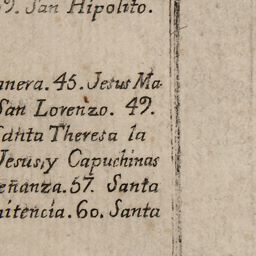 9. San Hipolito.
anera. 45. Jesus Ma
San Lorenzo. 49.
Santa Theresa la
Jesus, y Capuchinas
eñanza. 57. Santa
nitencia. 60. Santa